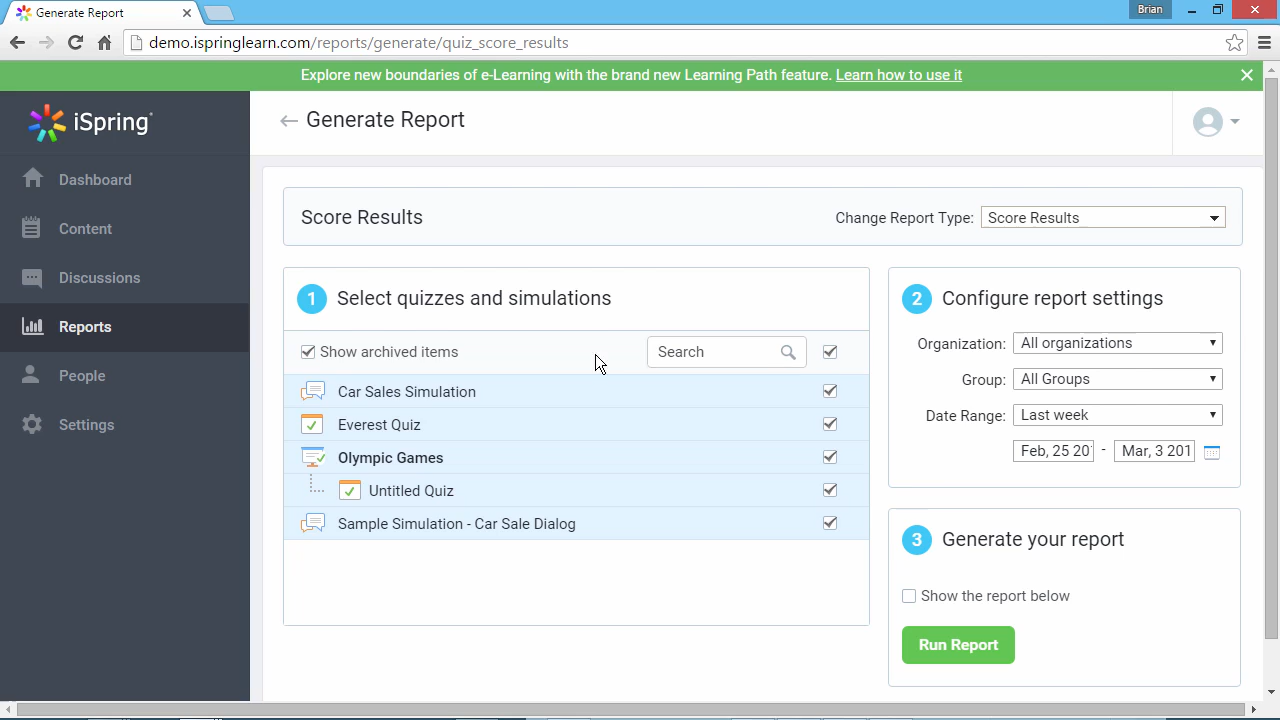 Generate Report
Brian
demo.ispringlearn.com/reports/generate/quiz_score_results
Explore new boundaries of e-Learning with the brand new Learning Path feature. Learn how to use it
iSpring
Generate Report
Dashboard
Content
Discussions
Reports
People
Settings
Score Results
Change Report Type: Score Results
1 Select quizzes and simulations
Show archived items
Search
Car Sales Simulation
Everest Quiz
Olympic Games
Untitled Quiz
Sample Simulation - Car Sale Dialog
2 Configure report settings
Organization: All organizations
Group: All Groups
Date Range: Last week
Feb, 25 20 - Mar, 3 201
3 Generate your report
Show the report below
Run Report